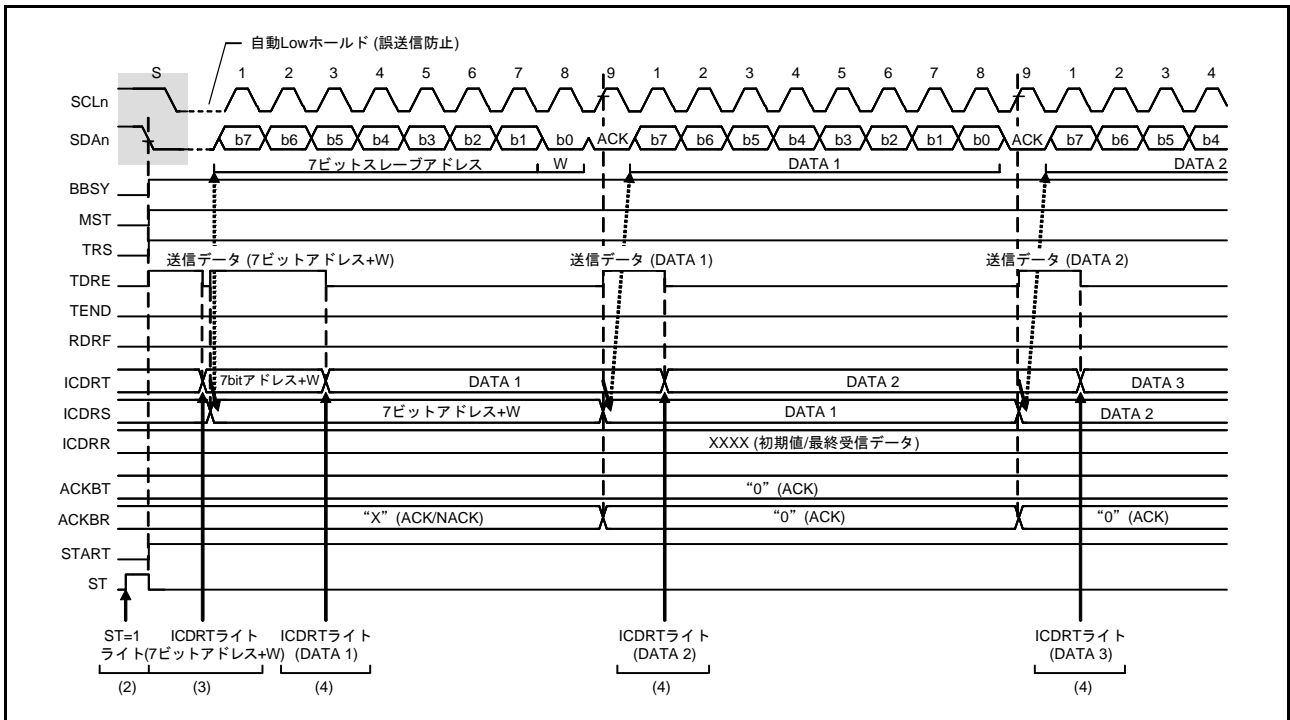 自動Lowホールド (誤送信防止)
S 1 2 3 4 5 6 7 8 9 1 2 3 4 5 6 7 8 9 1 2 3 4
SCLn
SDAn b7 b6 b5 b4 b3 b2 b1 b0 ACK b7 b6 b5 b4 b3 b2 b1 b0 ACK b7 b6 b5 b4
7ビットスレーブアドレス W DATA 1 DATA 2
BBSY
MST
TRS
送信データ (7ビットアドレス+W) 送信データ (DATA 1) 送信データ (DATA 2)
TDRE
TEND
RDRF
ICDRT 7bitアドレス+W DATA 1 DATA 2 DATA 3
ICDRS 7ビットアドレス+W DATA 1 DATA 2
ICDRR XXXX (初期値/最終受信データ)
ACKBT “0” (ACK)
ACKBR “X” (ACK/NACK) “0” (ACK) “0” (ACK)
START
ST
ST=1 ICDRTライト ICDRTライト ICDRTライト ICDRTライト
ライト (7ビットアドレス+W) (DATA 1) (DATA 2) (DATA 3)
(2) (3) (4) (4) (4)